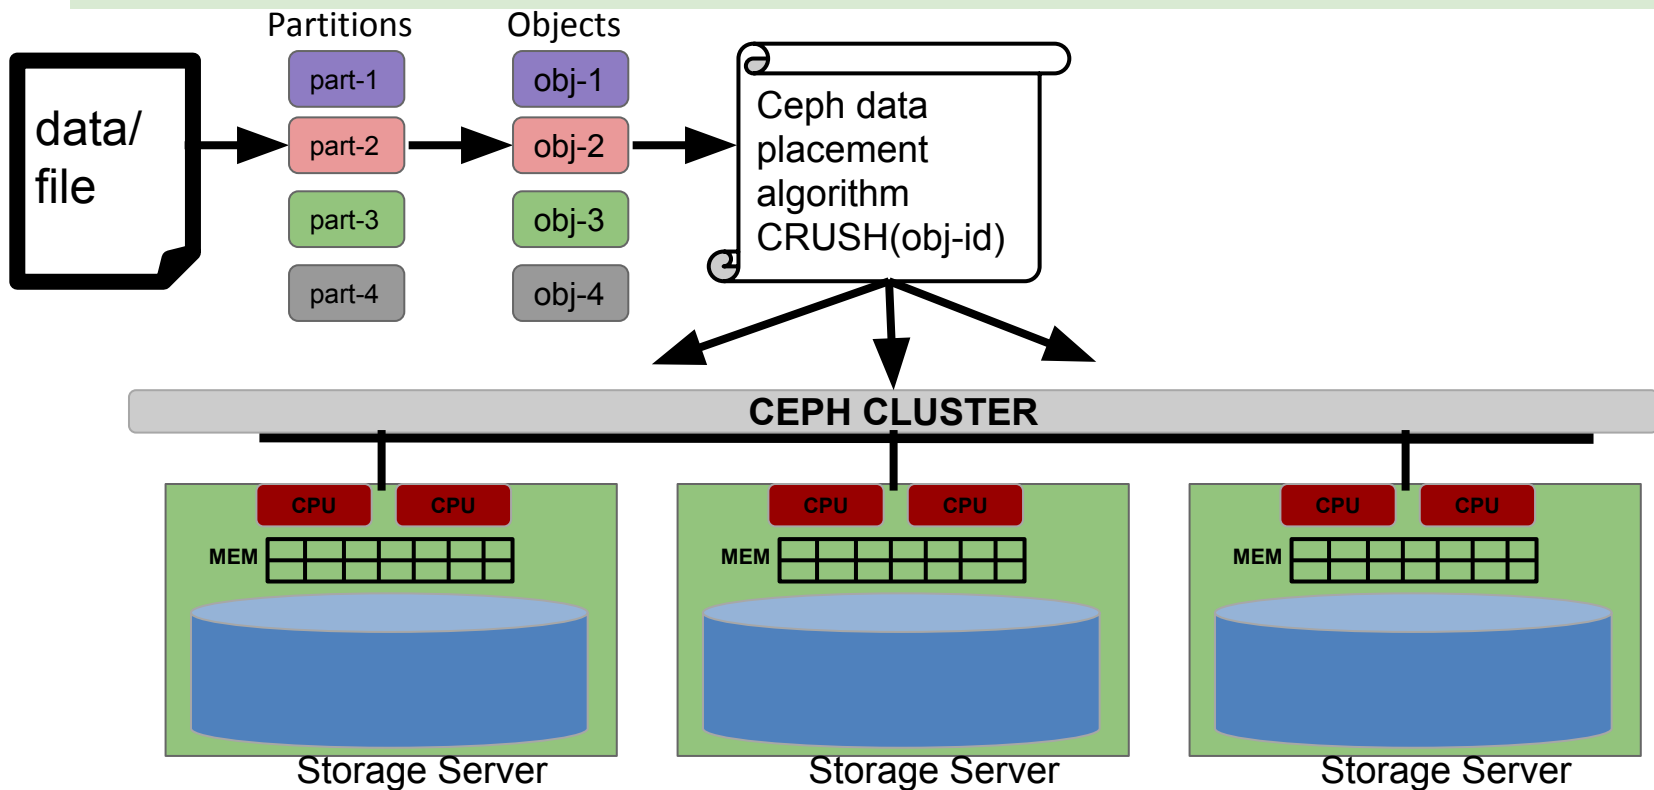 Partitions
Objects
data/
file
part-1
part-2
part-3
part-4
obj-1
obj-2
obj-3
obj-4
Ceph data
placement
algorithm
CRUSH(obj-id)
CEPH CLUSTER
CPU
CPU
MEM
Storage Server
CPU
CPU
MEM
Storage Server
CPU
CPU
MEM
Storage Server